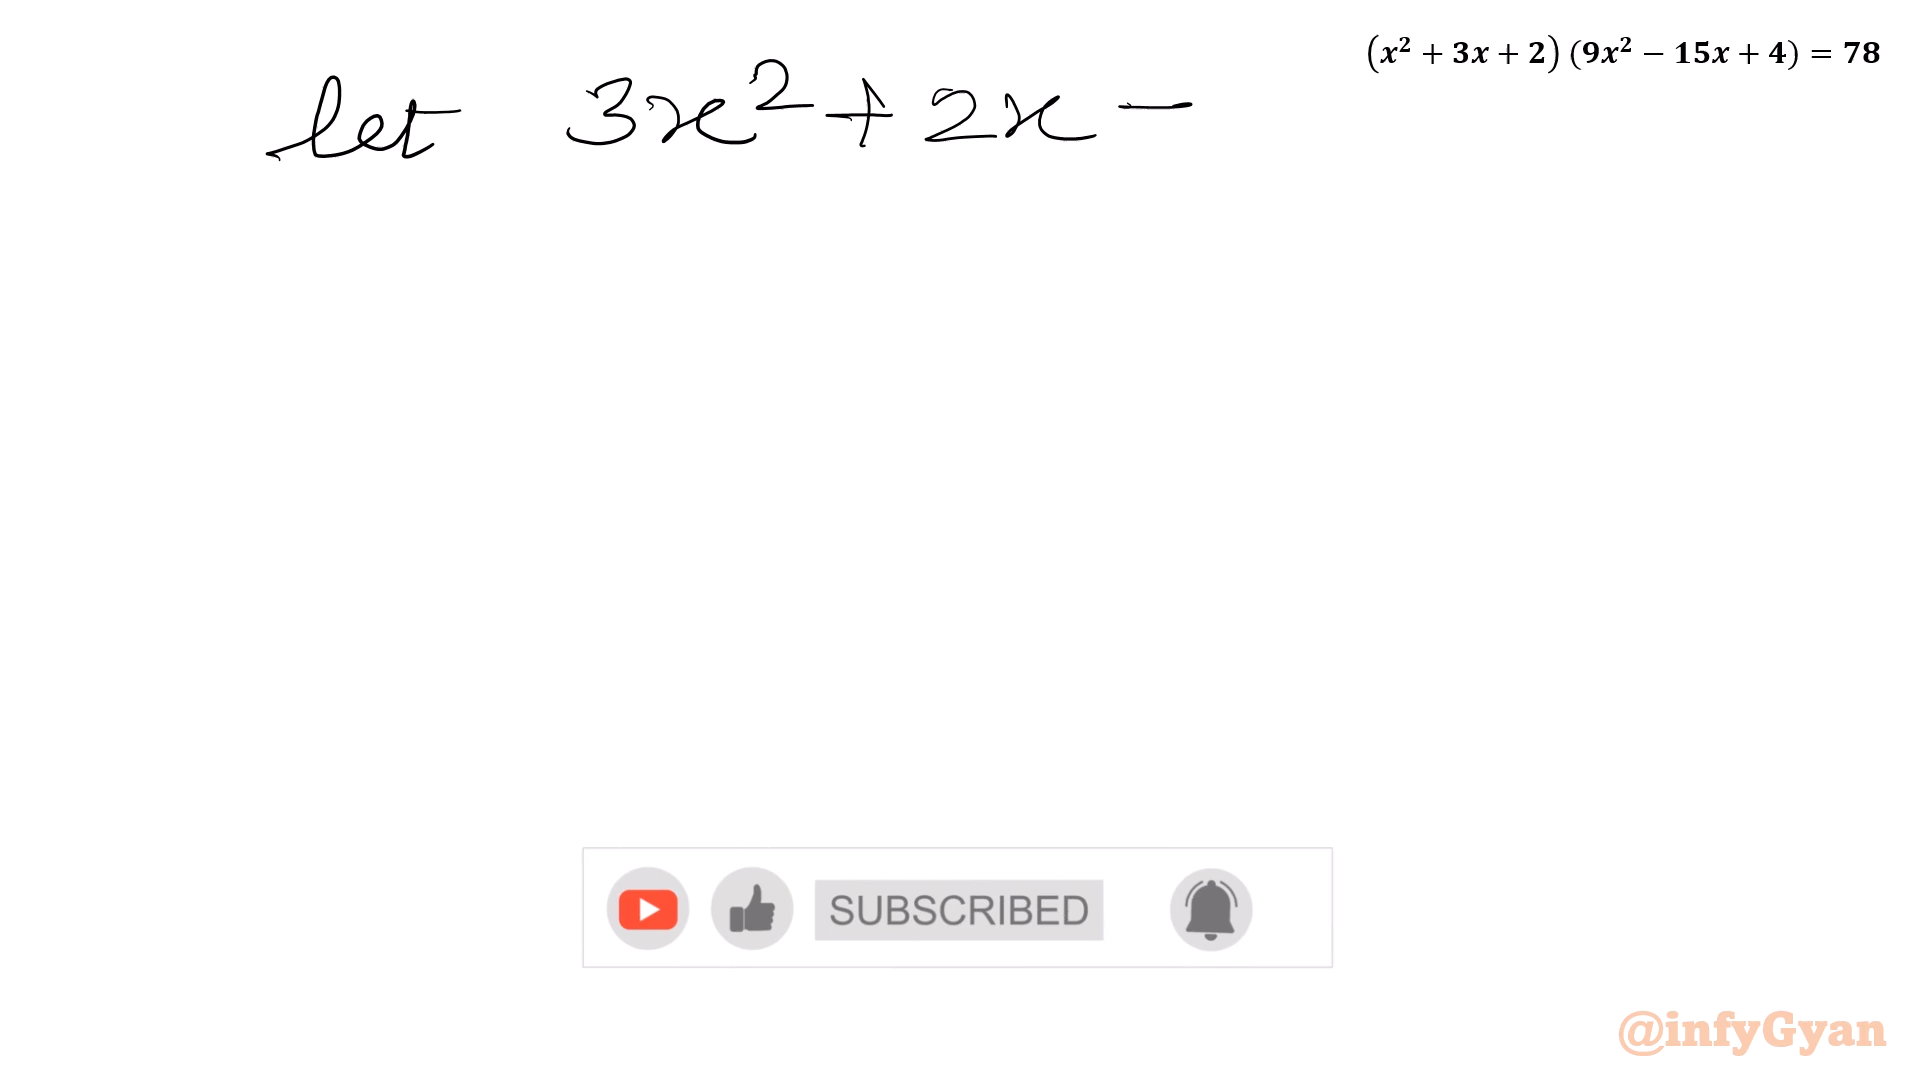 (x² + 3x + 2) (9x² − 15x + 4) = 78
let 3x² + 2x −
SUBSCRIBED
@infyGyan